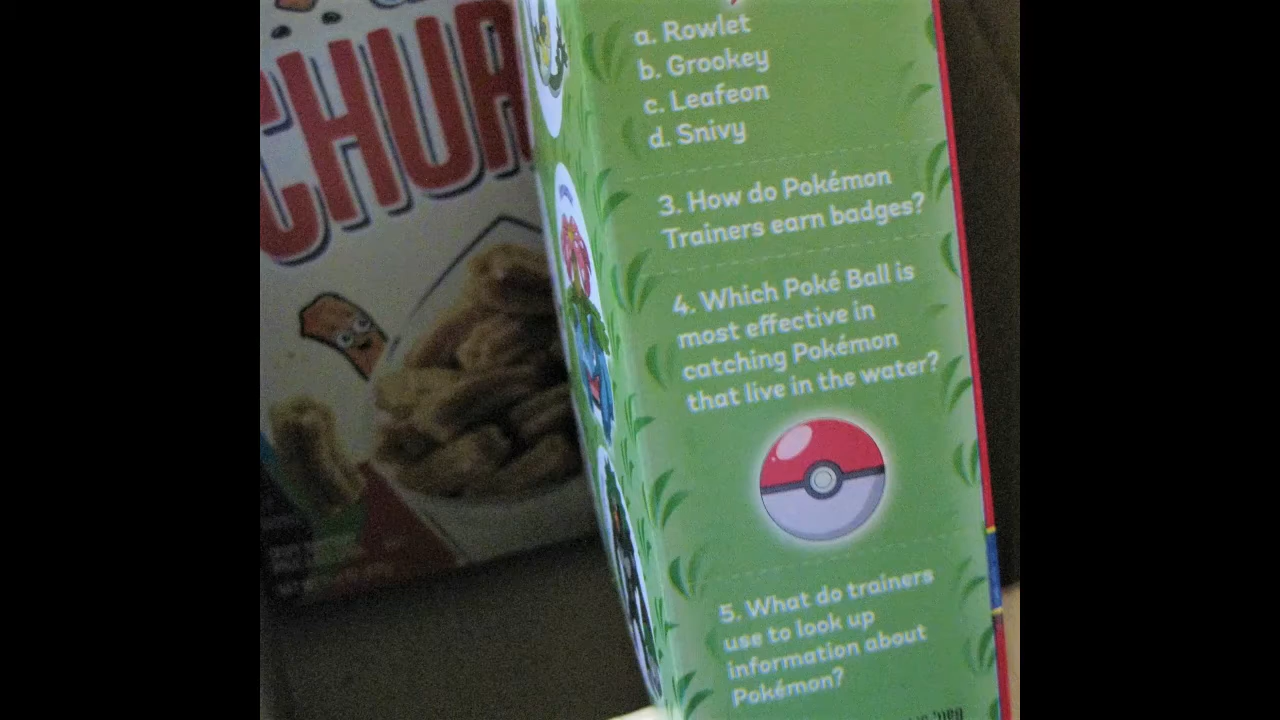 CHUR
a. Rowlet
b. Grookey
c. Leafeon
d. Snivy
3. How do Pokémon
Trainers earn badges?
4. Which Poké Ball is
most effective in
catching Pokémon
that live in the water?
5. What do trainers
use to look up
information about
Pokémon?